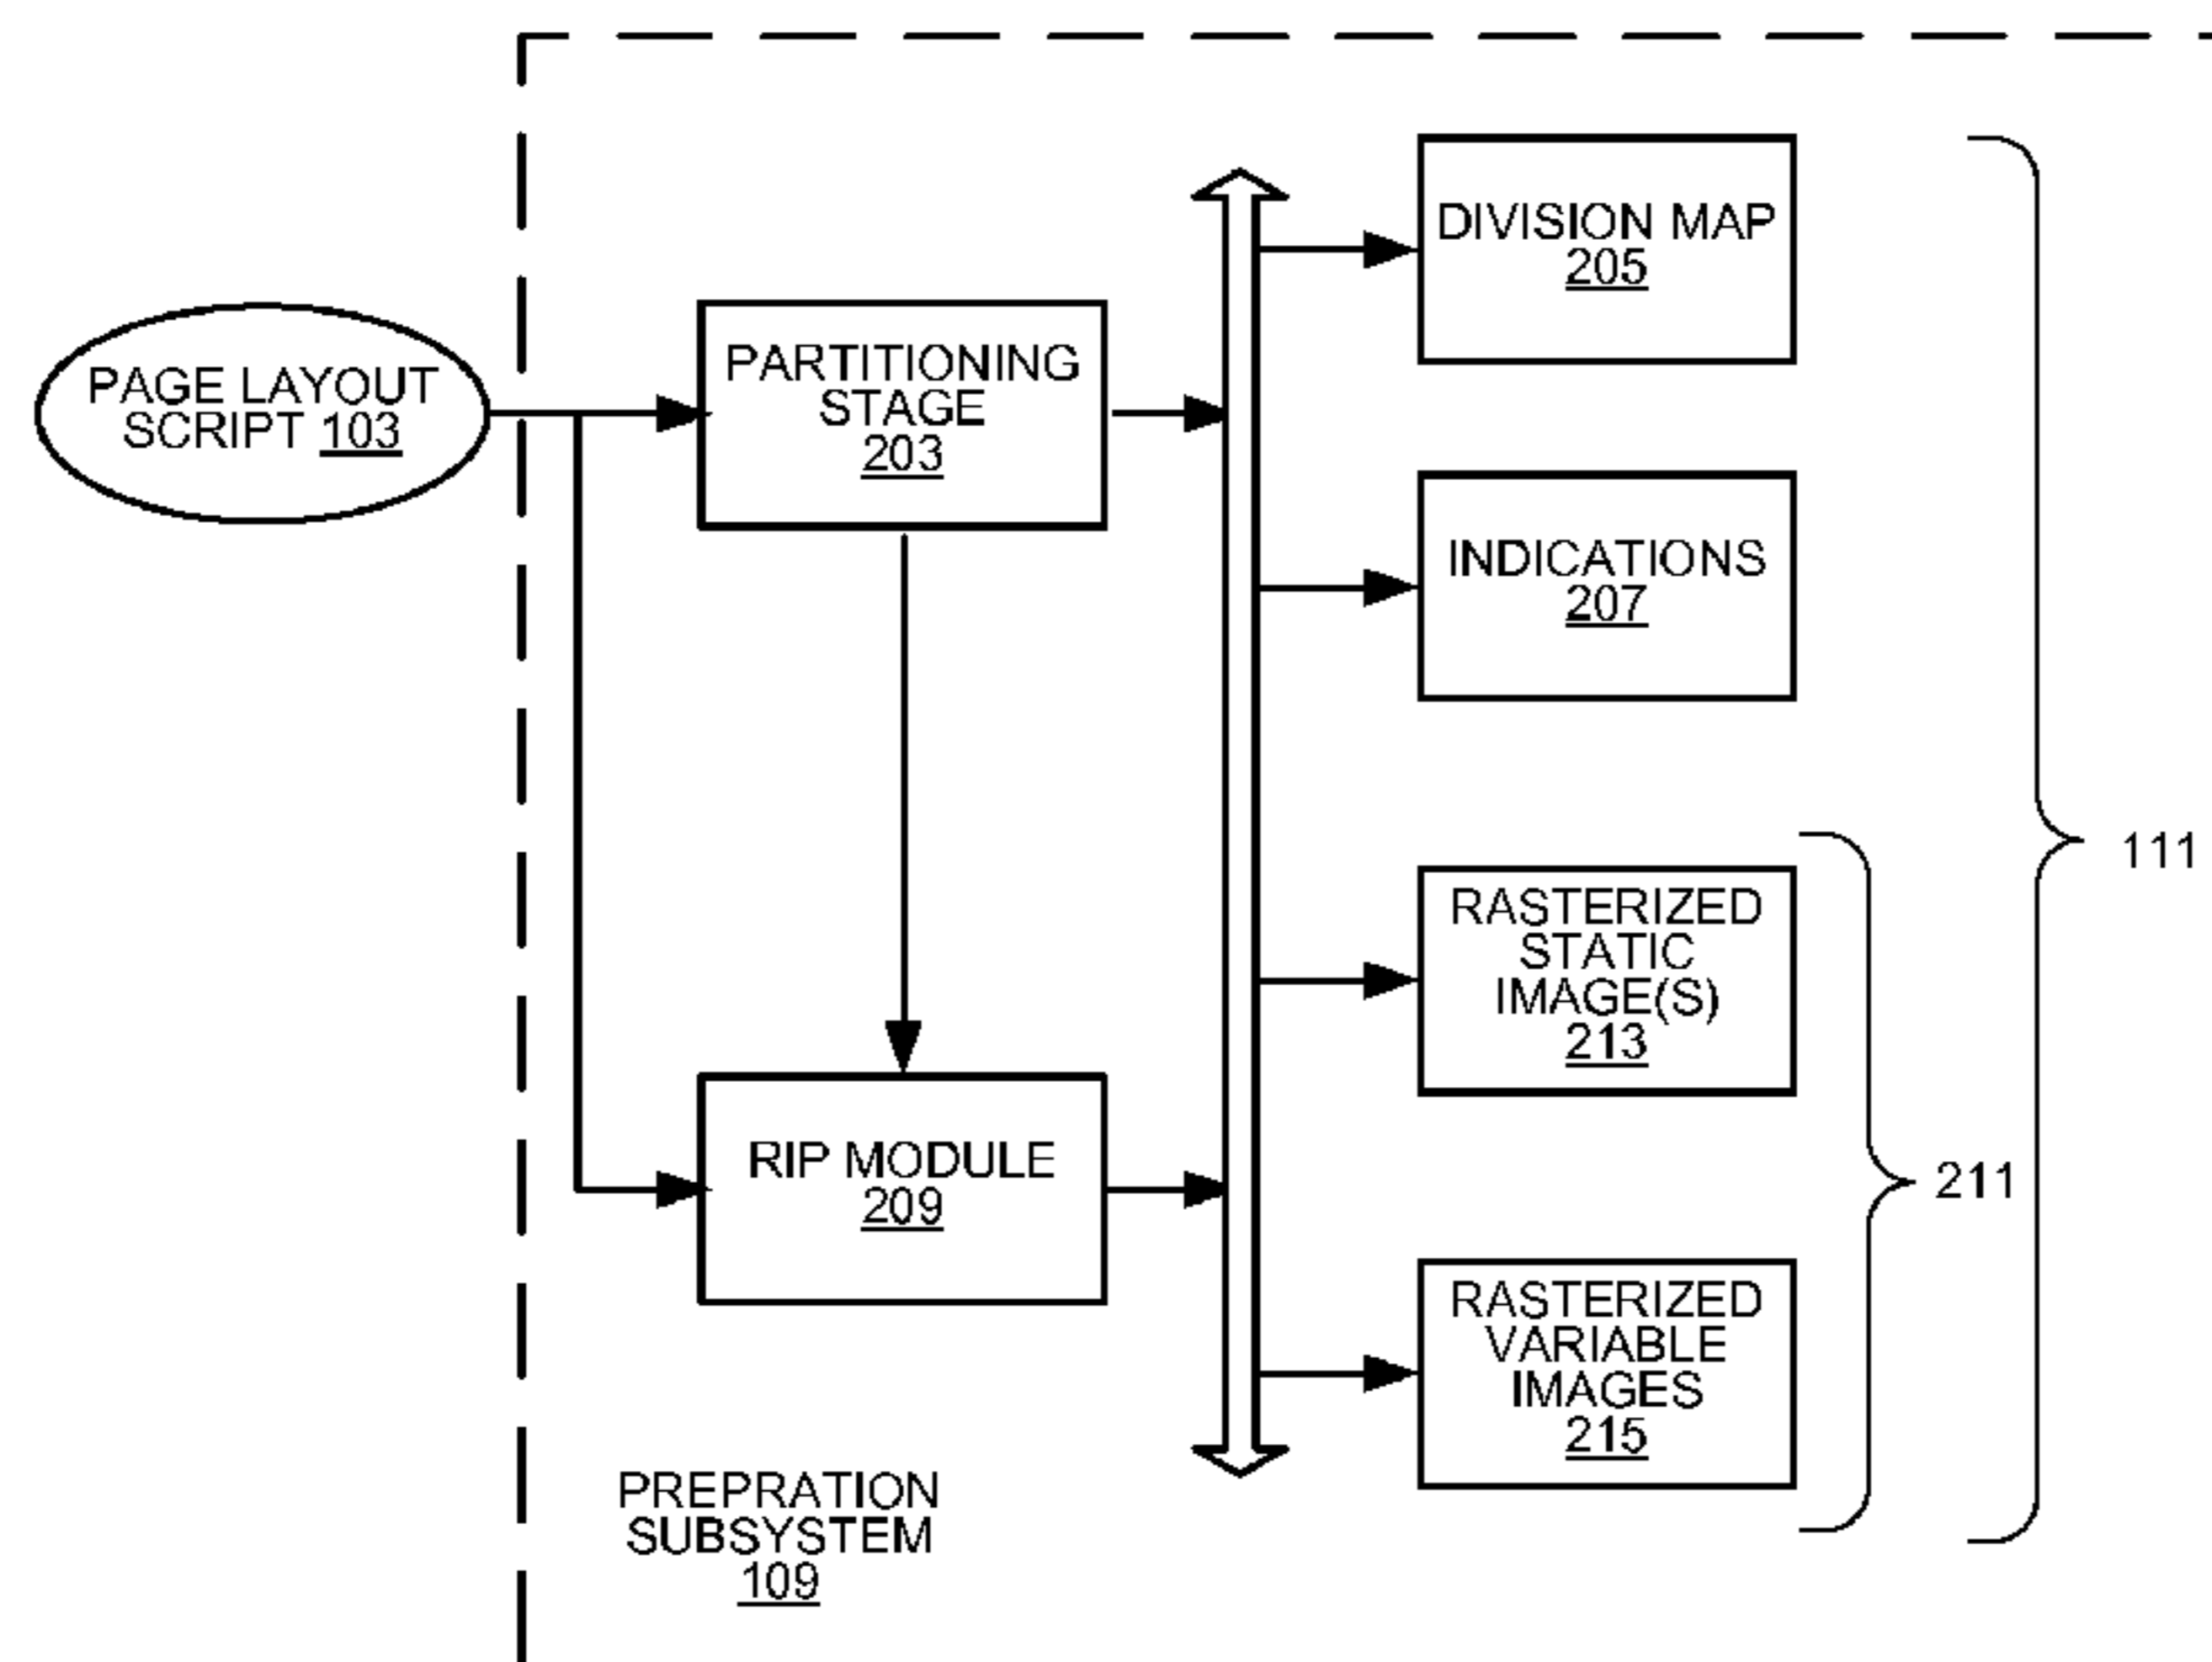 PAGE LAYOUT
SCRIPT 103
PARTITIONING
STAGE
203
RIP MODULE
209
PREPRATION
SUBSYSTEM
109
DIVISION MAP
205
INDICATIONS
207
RASTERIZED
STATIC
IMAGE(S)
213
RASTERIZED
VARIABLE
IMAGES
215
211
111